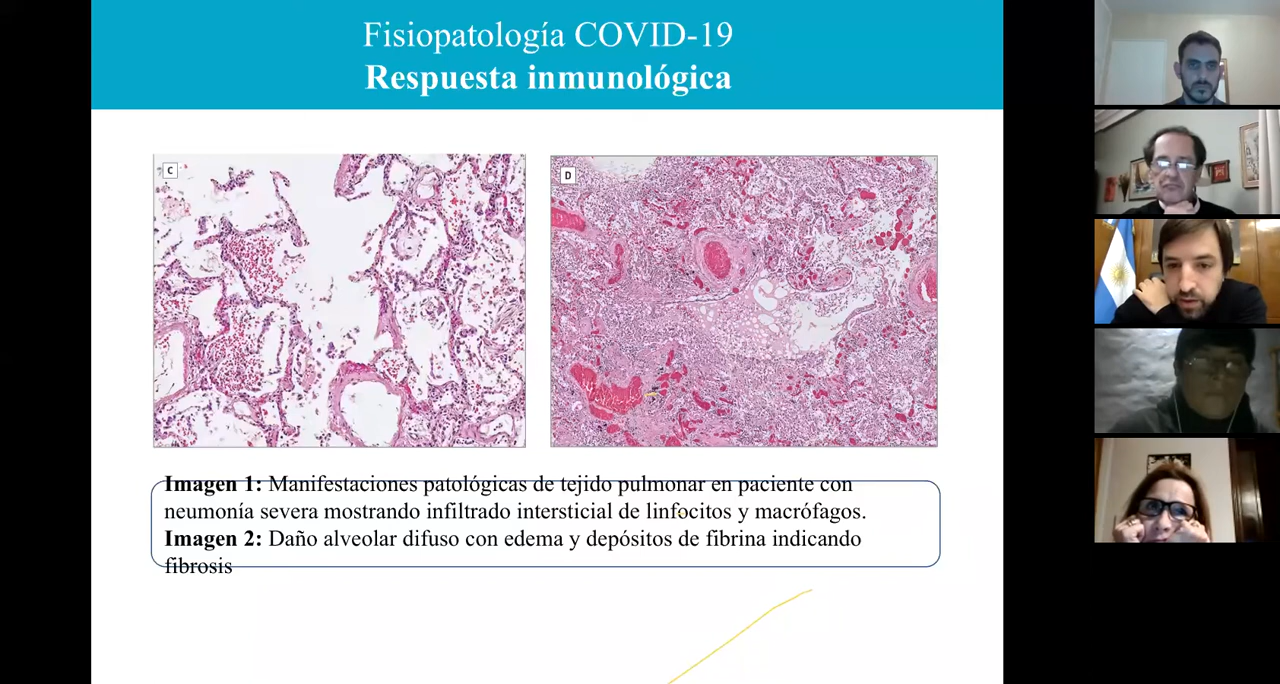 Fisiopatología COVID-19
Respuesta inmunológica
C
D
Imagen 1: Manifestaciones patológicas de tejido pulmonar en paciente con
neumonía severa mostrando infiltrado intersticial de linfocitos y macrófagos.
Imagen 2: Daño alveolar difuso con edema y depósitos de fibrina indicando
fibrosis